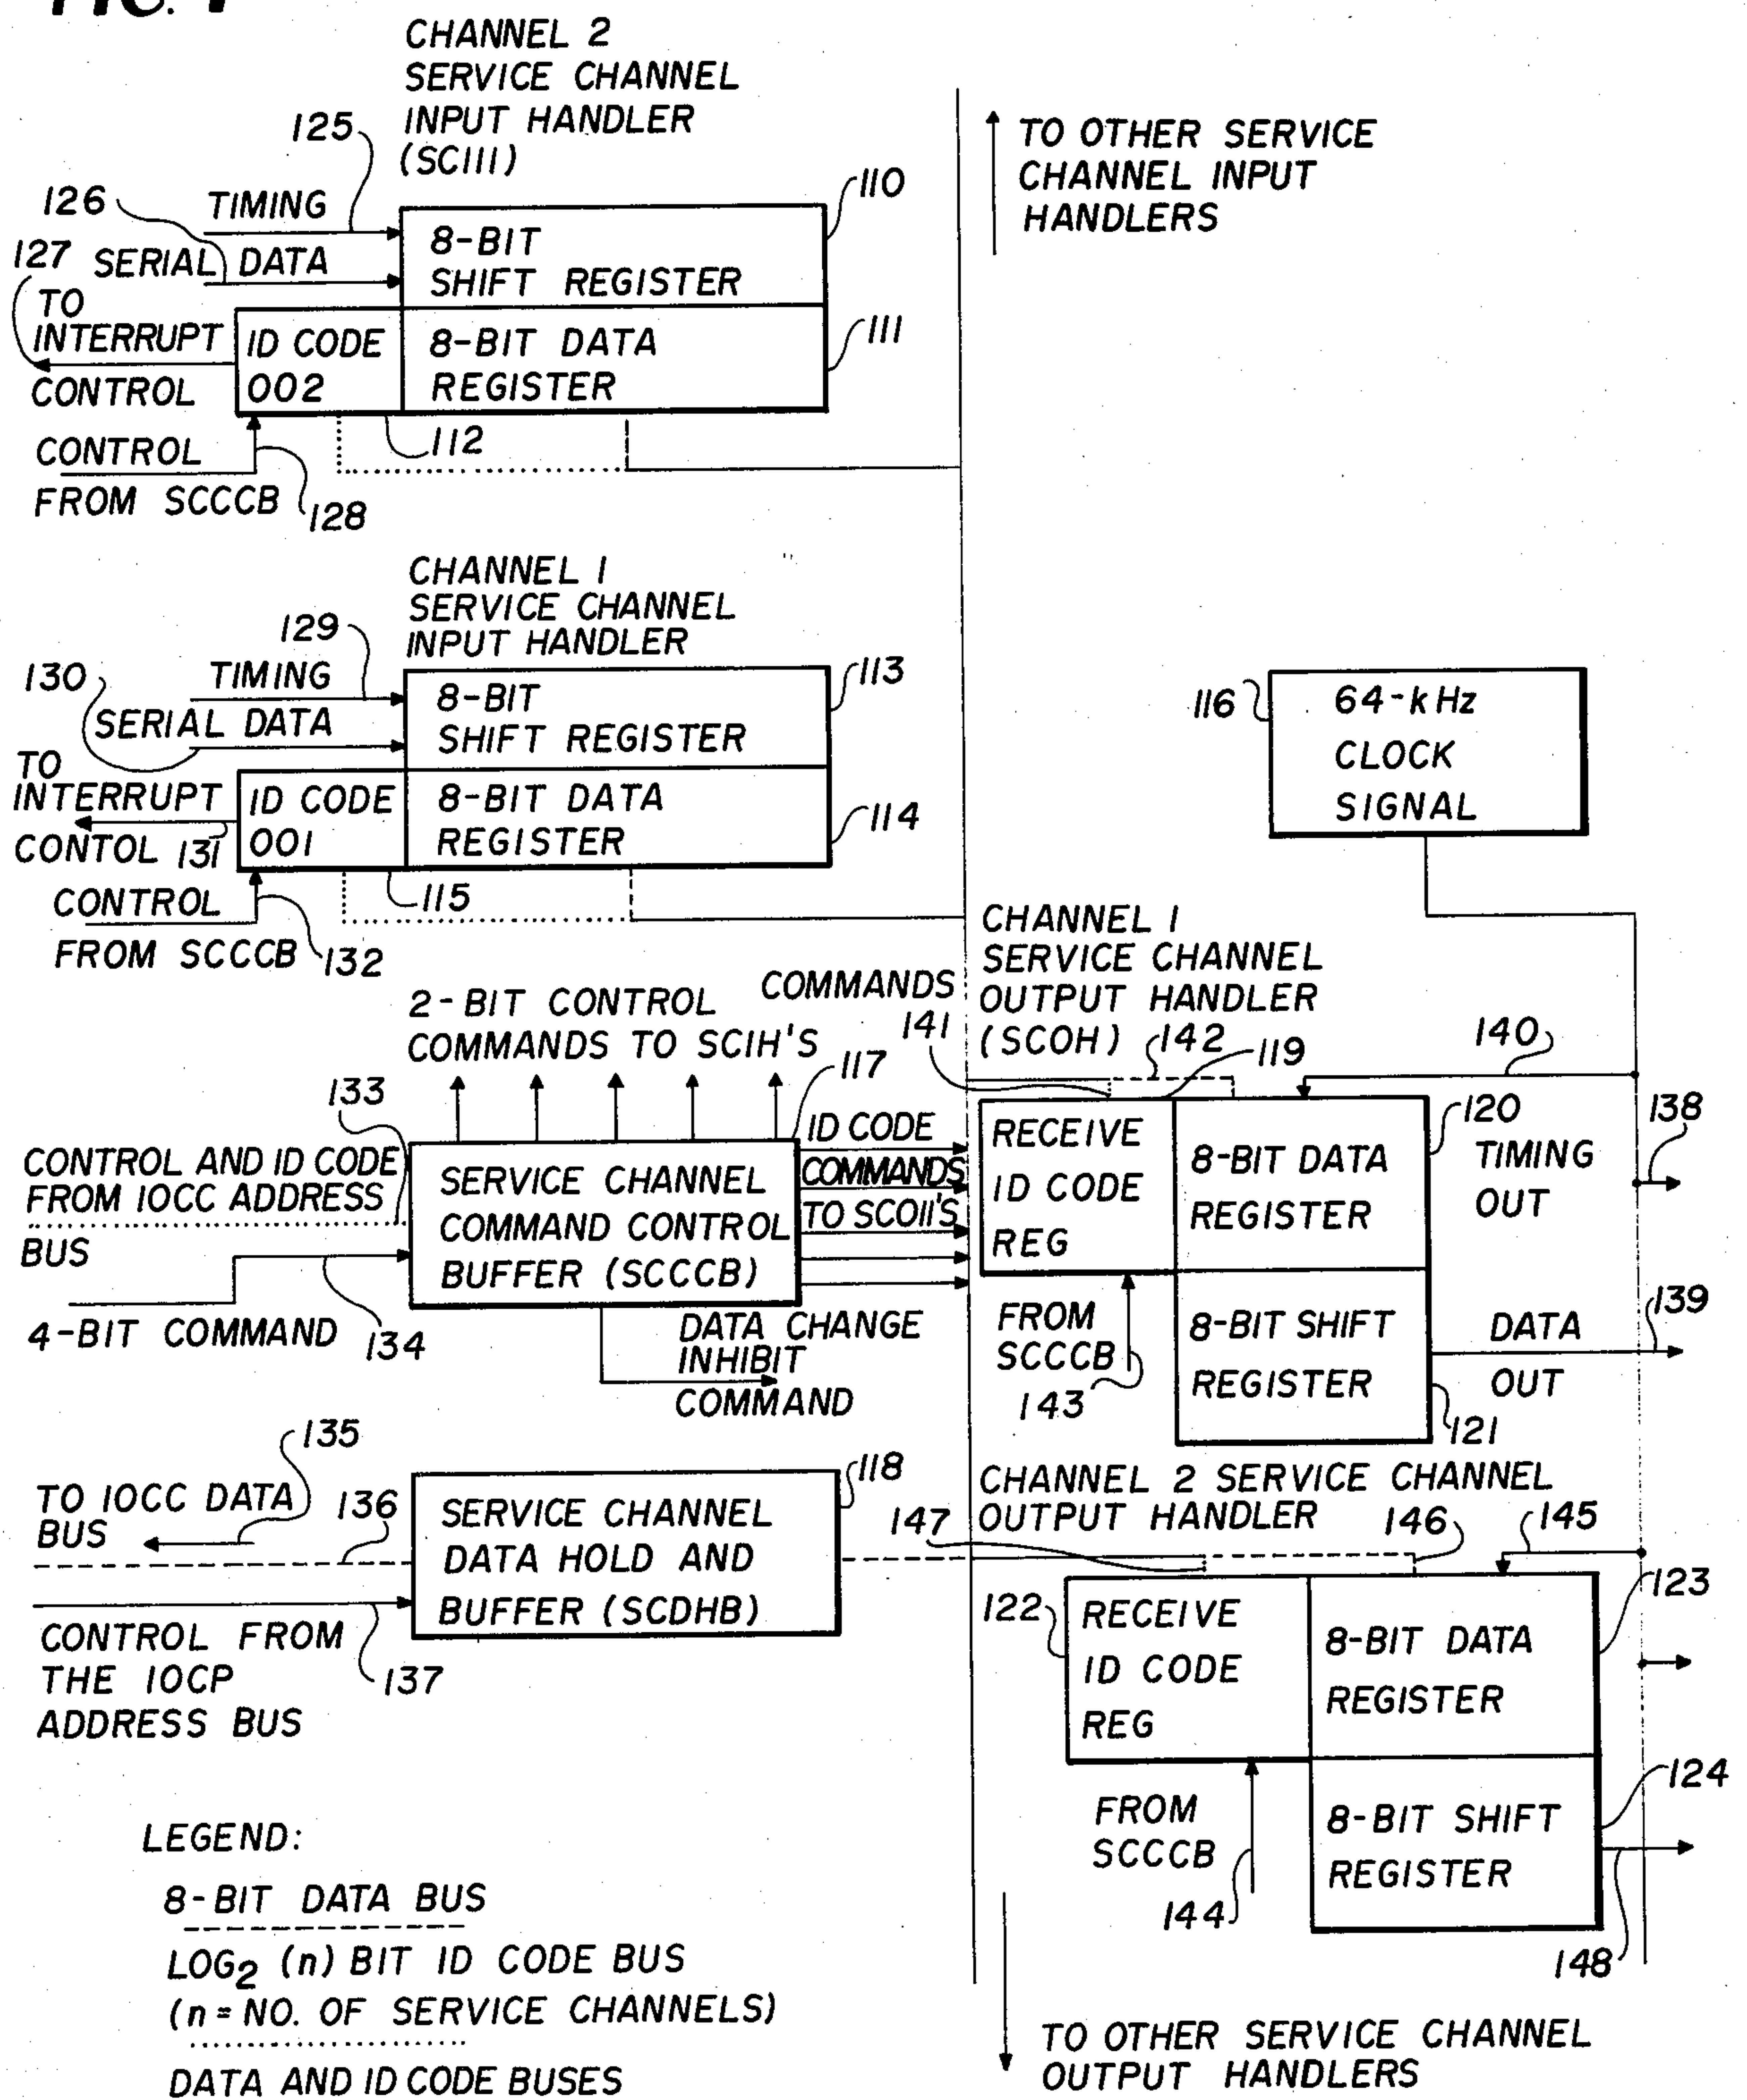 FIG.
CHANNEL 2
SERVICE CHANNEL
INPUT HANDLER
(SCIII)
125
126
TIMING
127
SERIAL DATA
TO
INTERRUPT
CONTROL
8-BIT
SHIFT REGISTER
110
ID CODE
002
8-BIT DATA
REGISTER
111
112
CONTROL
FROM SCCCB
128
TO OTHER SERVICE
CHANNEL INPUT
HANDLERS
CHANNEL 1
SERVICE CHANNEL
INPUT HANDLER
129
130
TIMING
SERIAL DATA
TO
INTERRUPT
CONTOL
131
8-BIT
SHIFT REGISTER
113
ID CODE
001
8-BIT DATA
REGISTER
114
115
CONTROL
FROM SCCCB
132
116
64-kHz
CLOCK
SIGNAL
2-BIT CONTROL
COMMANDS TO SCIH'S
COMMANDS
117
133
CONTROL AND ID CODE
FROM IOCC ADDRESS
BUS
4-BIT COMMAND
134
SERVICE CHANNEL
COMMAND CONTROL
BUFFER (SCCCB)
ID CODE
COMMANDS
TO SCOII'S
DATA CHANGE
INHIBIT
COMMAND
CHANNEL 1
SERVICE CHANNEL
OUTPUT HANDLER
(SCOH)
141
142
119
140
RECEIVE
ID CODE
REG
8-BIT DATA
REGISTER
120
TIMING
OUT
138
FROM
SCCCB
143
8-BIT SHIFT
REGISTER
DATA
OUT
139
121
135
TO IOCC DATA
BUS
136
CONTROL FROM
THE IOCP
ADDRESS BUS
137
SERVICE CHANNEL
DATA HOLD AND
BUFFER (SCDHB)
118
CHANNEL 2 SERVICE CHANNEL
OUTPUT HANDLER
147
146
145
122
RECEIVE
ID CODE
REG
8-BIT DATA
REGISTER
123
FROM
SCCCB
144
8-BIT SHIFT
REGISTER
124
148
TO OTHER SERVICE CHANNEL
OUTPUT HANDLERS
LEGEND:
8-BIT DATA BUS
LOG₂ (n) BIT ID CODE BUS
(n = NO. OF SERVICE CHANNELS)
DATA AND ID CODE BUSES